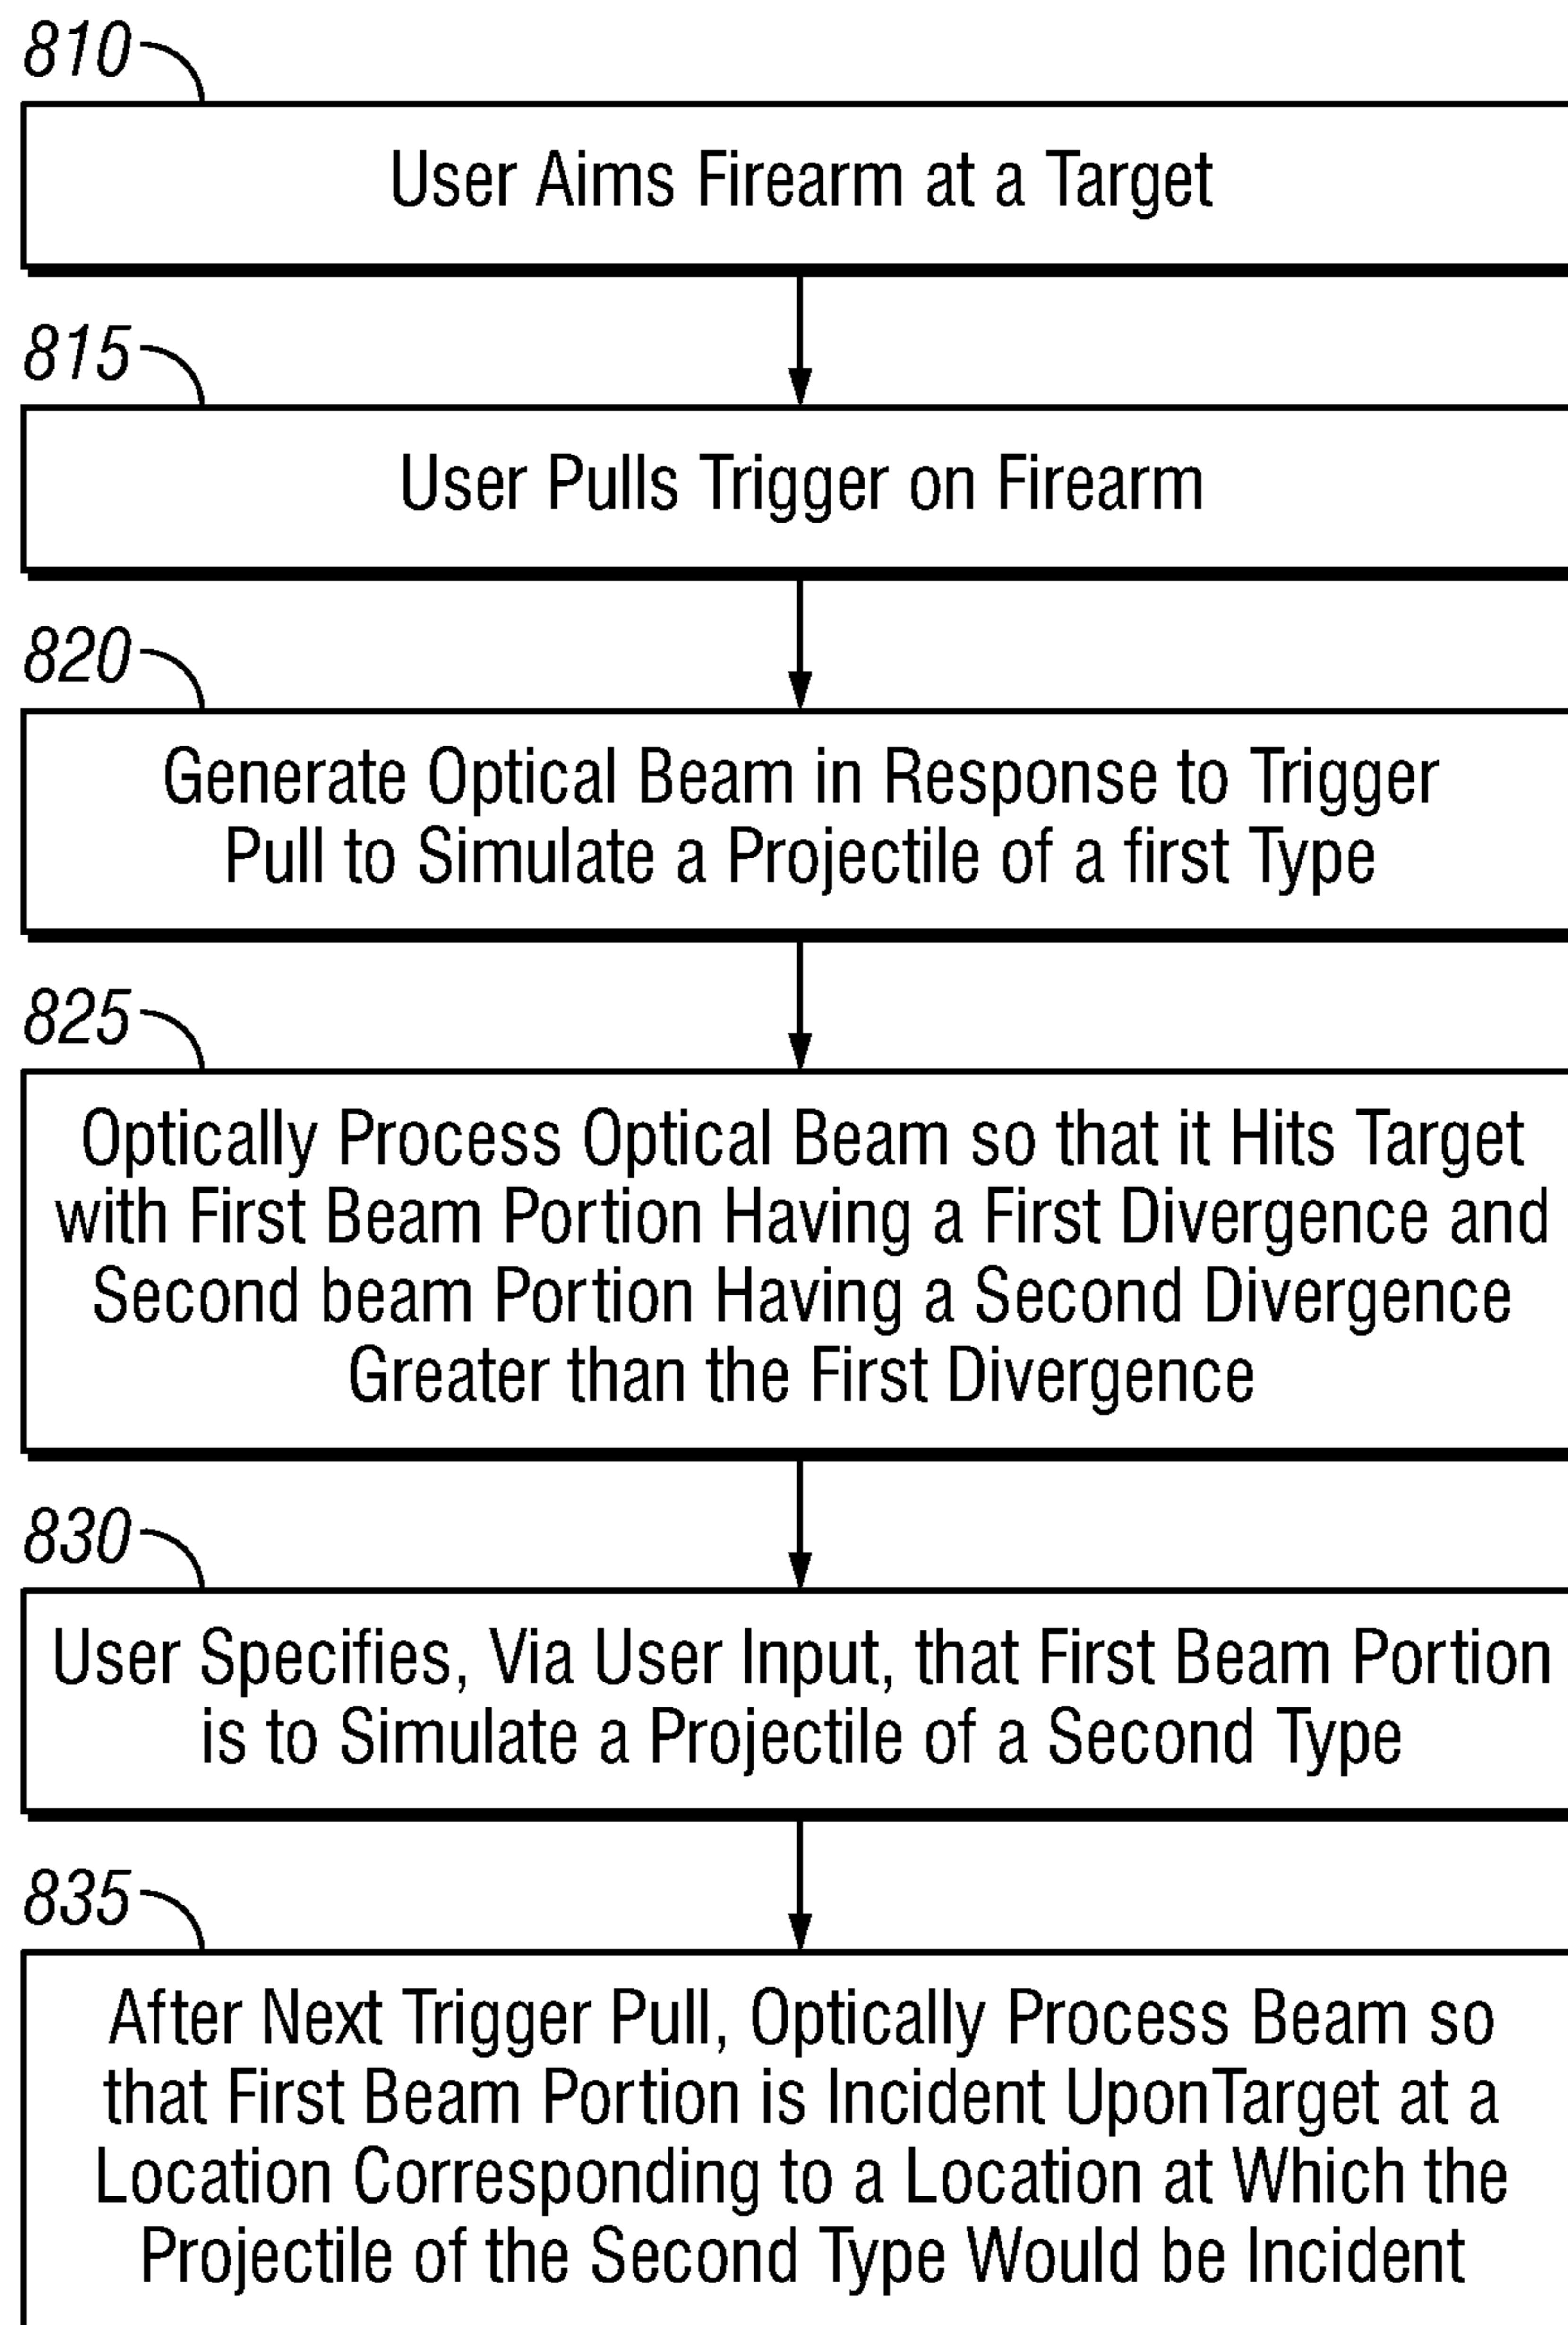 810
User Aims Firearm at a Target
815
User Pulls Trigger on Firearm
820
Generate Optical Beam in Response to Trigger
Pull to Simulate a Projectile of a first Type
825
Optically Process Optical Beam so that it Hits Target
with First Beam Portion Having a First Divergence and
Second beam Portion Having a Second Divergence
Greater than the First Divergence
830
User Specifies, Via User Input, that First Beam Portion
is to Simulate a Projectile of a Second Type
835
After Next Trigger Pull, Optically Process Beam so
that First Beam Portion is Incident UponTarget at a
Location Corresponding to a Location at Which the
Projectile of the Second Type Would be Incident